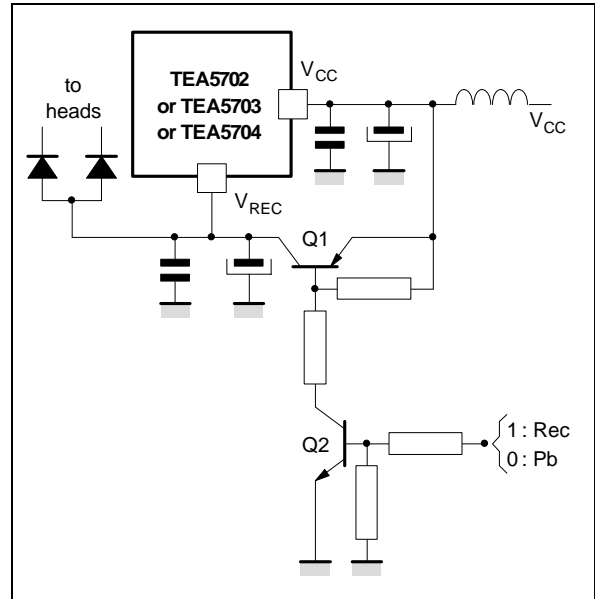 to
heads
TEA5702
or TEA5703
or TEA5704
VCC
VCC
VREC
Q1
Q2
1 : Rec
0 : Pb